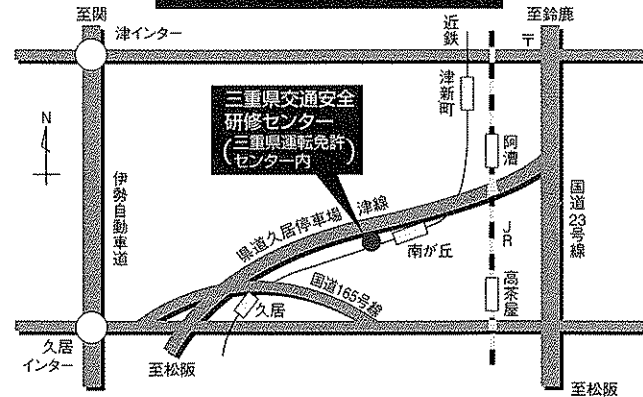 至関
津インター
近鉄
津新町
至鈴鹿
〒
三重県交通安全
研修センター
(三重県運転免許
センター内)
N
阿漕
伊勢自動車道
県道久居停車場 津線
国道23号線
南が丘
JR
国道165号線
高茶屋
久居
久居
インター
至松阪
至松阪